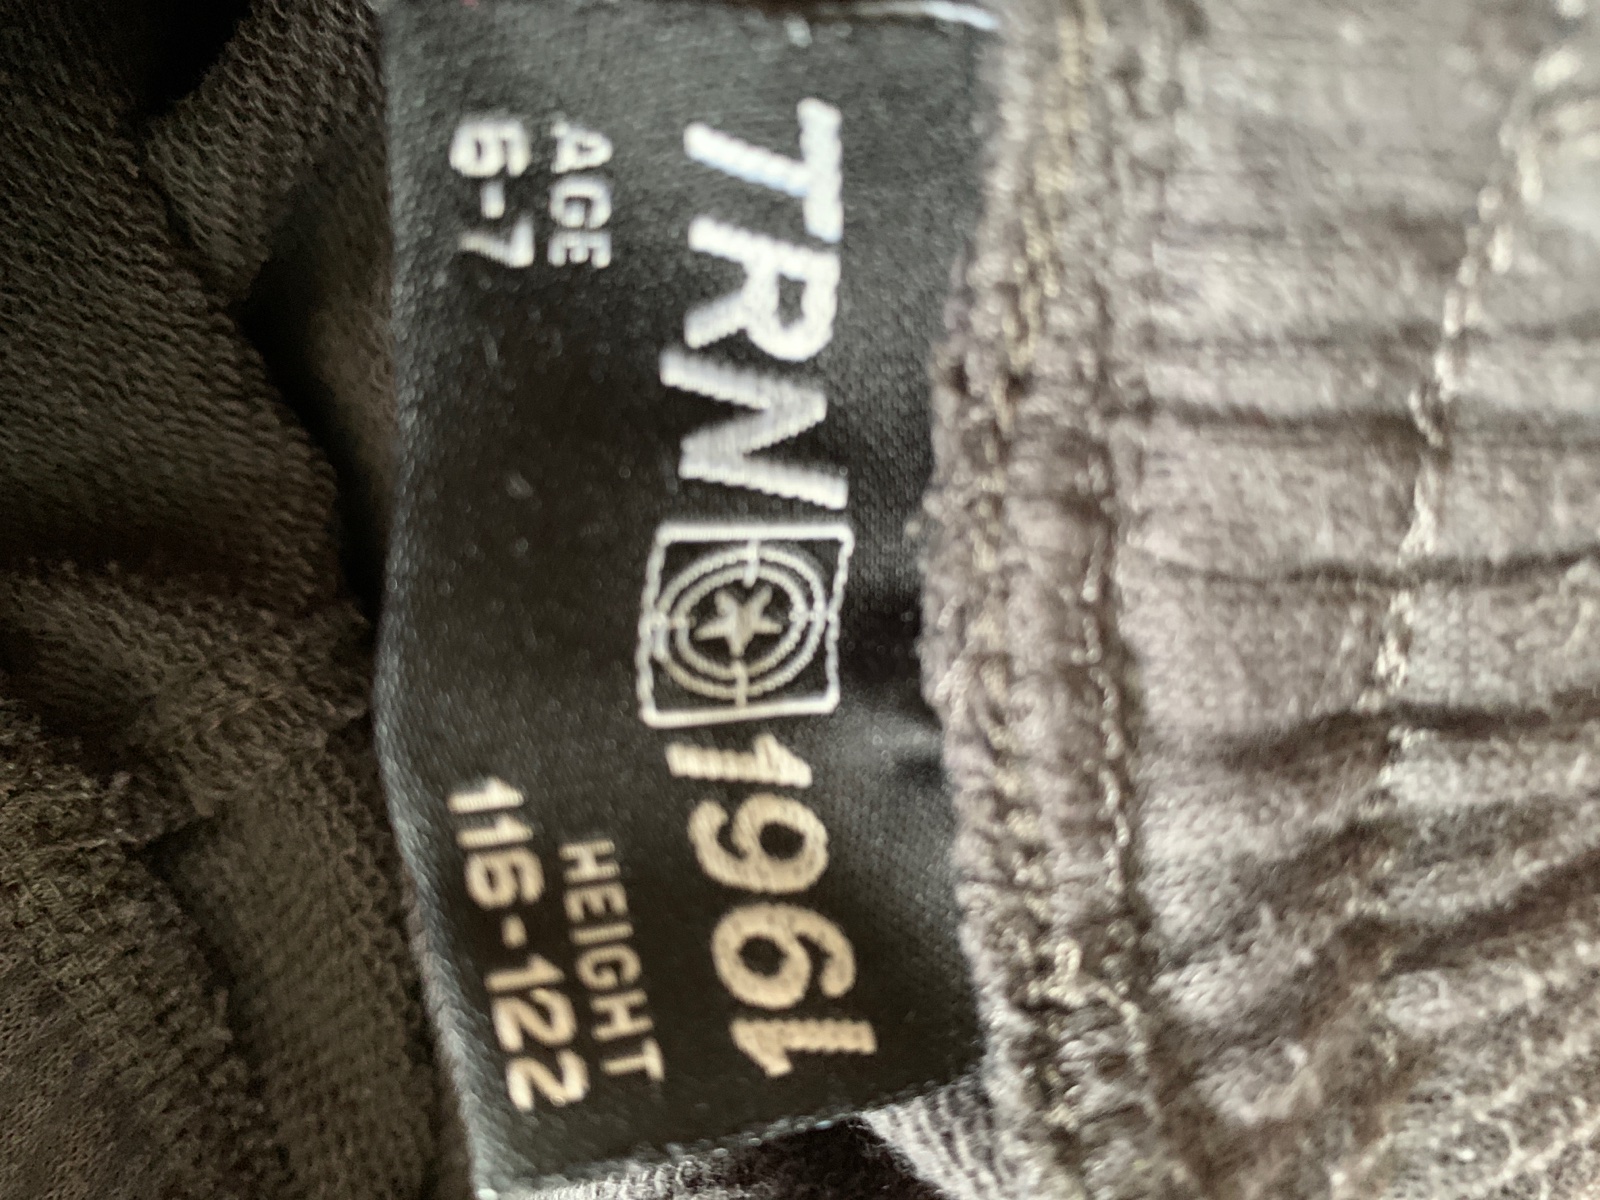 TRN 1961
AGE
6-7
HEIGHT
116-122